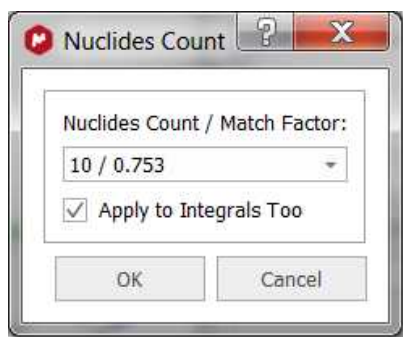 Nuclides Count
Nuclides Count / Match Factor:
10 / 0.753
Apply to Integrals Too
OK Cancel